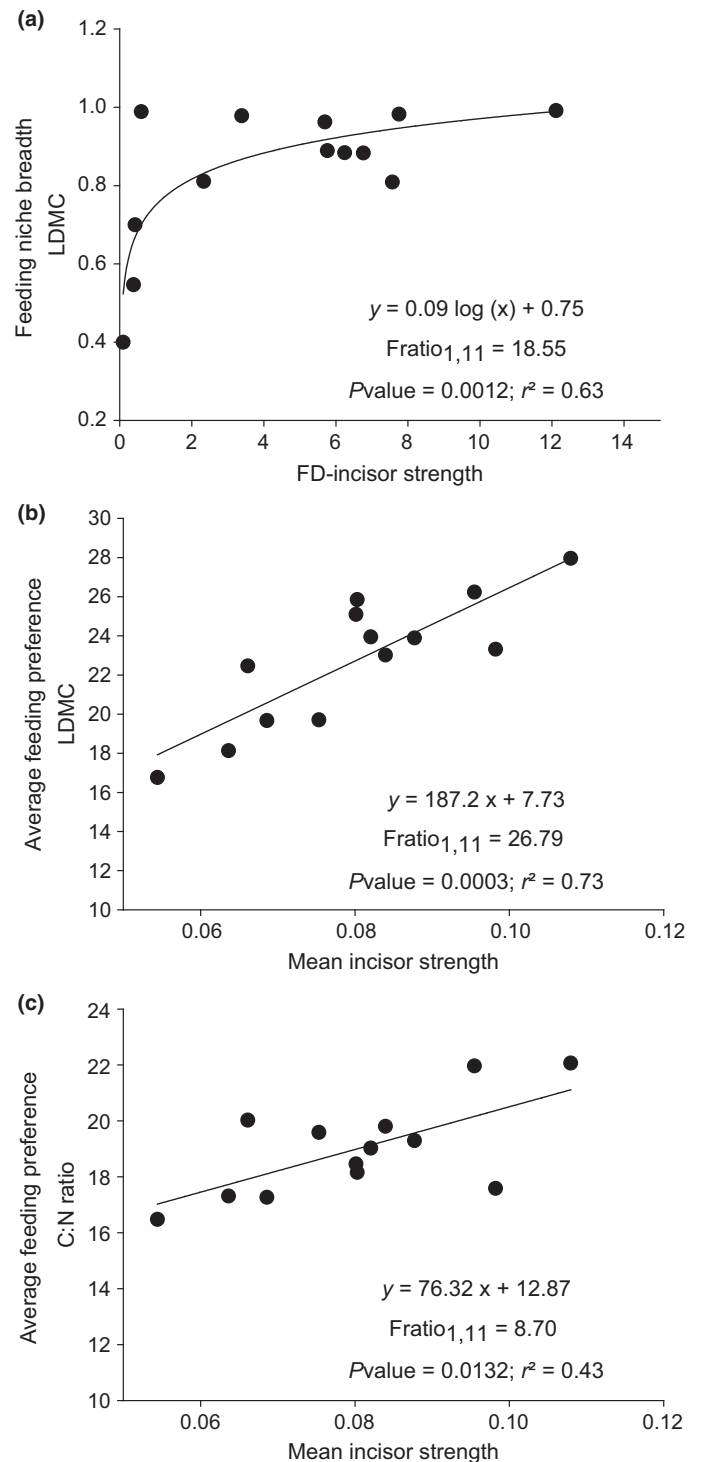 (a)
1.2
1.0
0.8
0.6
0.4
0.2
Feeding niche breadth
LDMC
y = 0.09 log (x) + 0.75
Fratio1,11 = 18.55
Pvalue = 0.0012; r² = 0.63
0 2 4 6 8 10 12 14
FD-incisor strength
(b)
30
28
26
24
22
20
18
16
14
12
10
Average feeding preference
LDMC
y = 187.2 x + 7.73
Fratio1,11 = 26.79
Pvalue = 0.0003; r² = 0.73
0.06 0.08 0.10 0.12
Mean incisor strength
(c)
24
22
20
18
16
14
12
10
Average feeding preference
C:N ratio
y = 76.32 x + 12.87
Fratio1,11 = 8.70
Pvalue = 0.0132; r² = 0.43
0.06 0.08 0.10 0.12
Mean incisor strength